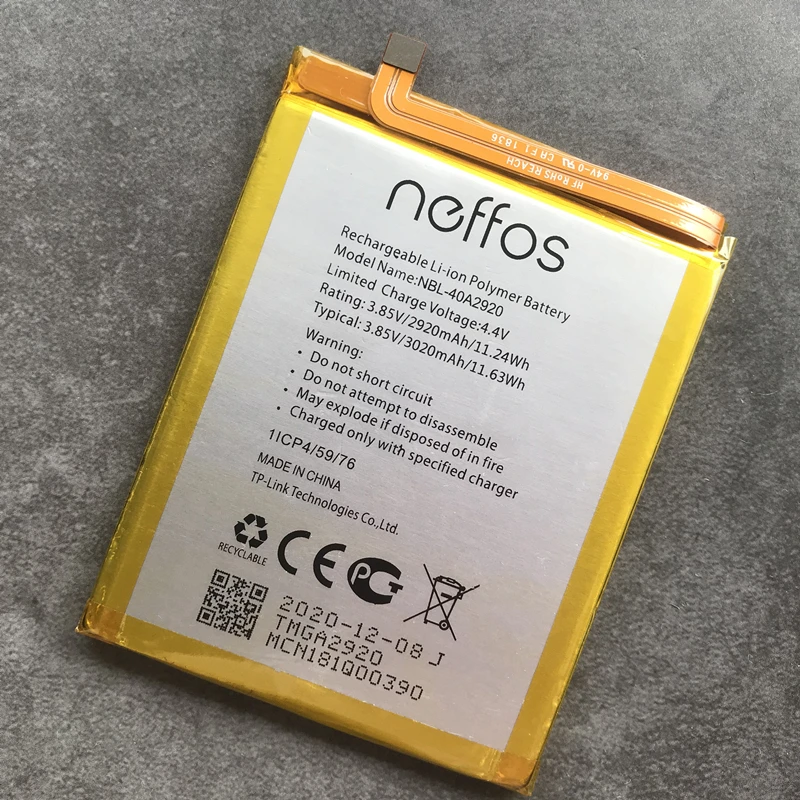 94V-0 CH F1 1836
HF RoHS REACH
neffos
Rechargeable Li-ion Polymer Battery
Model Name:NBL-40A2920
Limited Charge Voltage:4.4V
Rating: 3.85V/2920mAh/11.24Wh
Typical: 3.85V/3020mAh/11.63Wh
Warning:
• Do not short circuit
• Do not attempt to disassemble
• May explode if disposed of in fire
• Charged only with specified charger
1ICP4/59/76
MADE IN CHINA
TP-Link Technologies Co.,Ltd.
RECYCLABLE
CE
2020-12-08 J
TMGA2920
MCN181Q00390